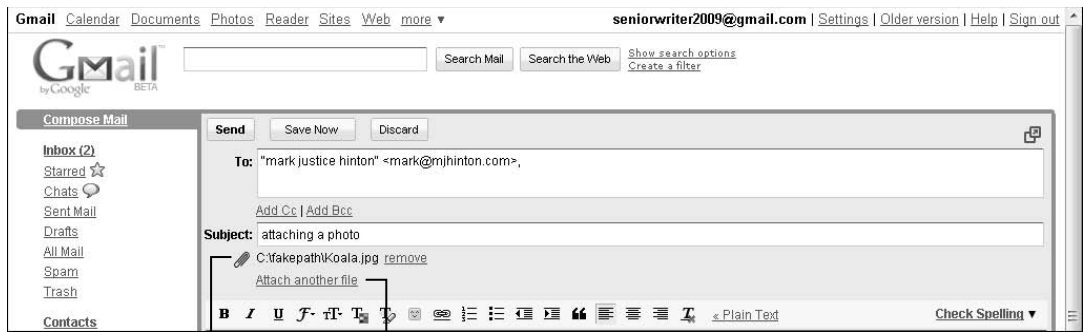 Gmail Calendar Documents Photos Reader Sites Web more ▼ seniorwriter2009@gmail.com | Settings | Older version | Help | Sign out
Gmail
by Google BETA
Search Mail Search the Web Show search options
Create a filter
Compose Mail
Inbox (2)
Starred
Chats
Sent Mail
Drafts
All Mail
Spam
Trash
Contacts
Send Save Now Discard
To: "mark justice hinton" <mark@mjhinton.com>,
Add Cc | Add Bcc
Subject: attaching a photo
C:\fakepath\Koala.jpg remove
Attach another file
B I U « Plain Text Check Spelling ▼